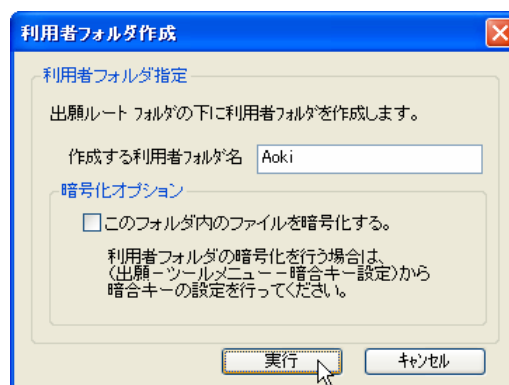 利用者フォルダ作成
利用者フォルダ指定
出願ルート フォルダの下に利用者フォルダを作成します。
作成する利用者フォルダ名 Aoki
暗号化オプション
このフォルダ内のファイルを暗号化する。
利用者フォルダの暗号化を行う場合は、
(出願－ツールメニュー－暗合キー設定)から
暗合キーの設定を行ってください。
実行 キャンセル